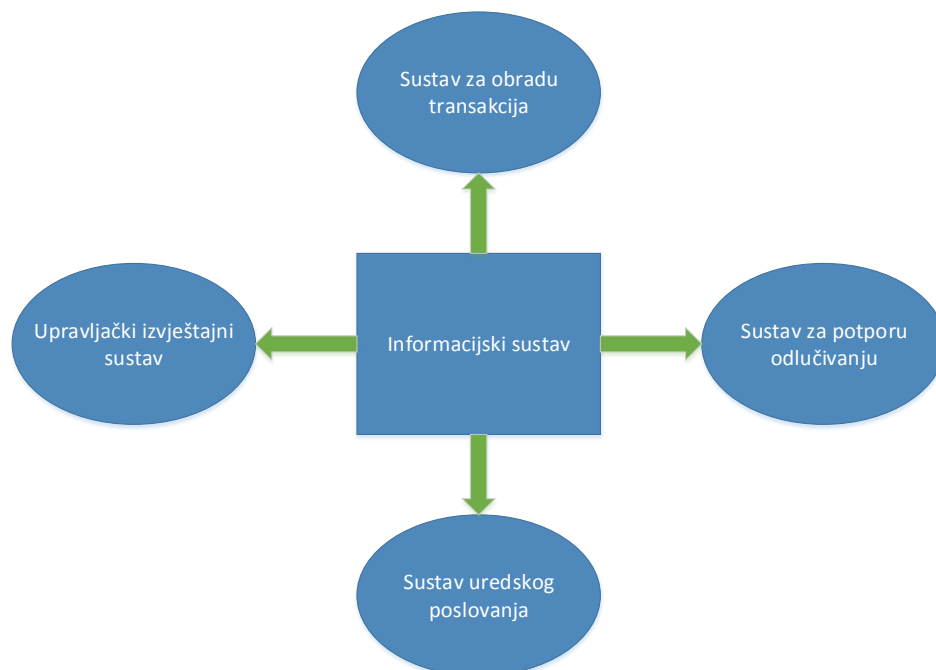 Sustav za obradu
transakcija
Upravljački izvještajni
sustav
Informacijski sustav
Sustav za potporu
odlučivanju
Sustav uredskog
poslovanja